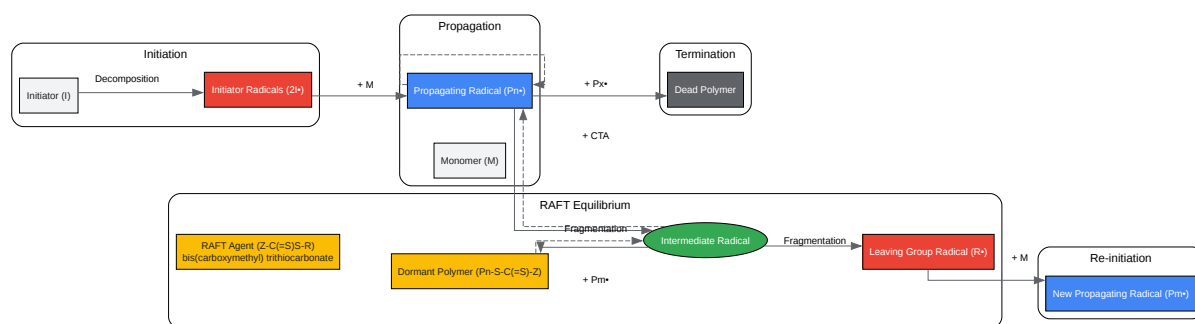 Propagation
Initiation
Termination
Decomposition
Initiator (I)
Initiator Radicals (2I•)
+ M
Propagating Radical (Pn•)
+ Px•
Dead Polymer
+ CTA
Monomer (M)
RAFT Equilibrium
RAFT Agent (Z-C(=S)S-R)
bis(carboxymethyl) trithiocarbonate
Fragmentation
Intermediate Radical
Fragmentation
Leaving Group Radical (R•)
+ M
Re-initiation
Dormant Polymer (Pn-S-C(=S)-Z)
+ Pm•
New Propagating Radical (Pm•)